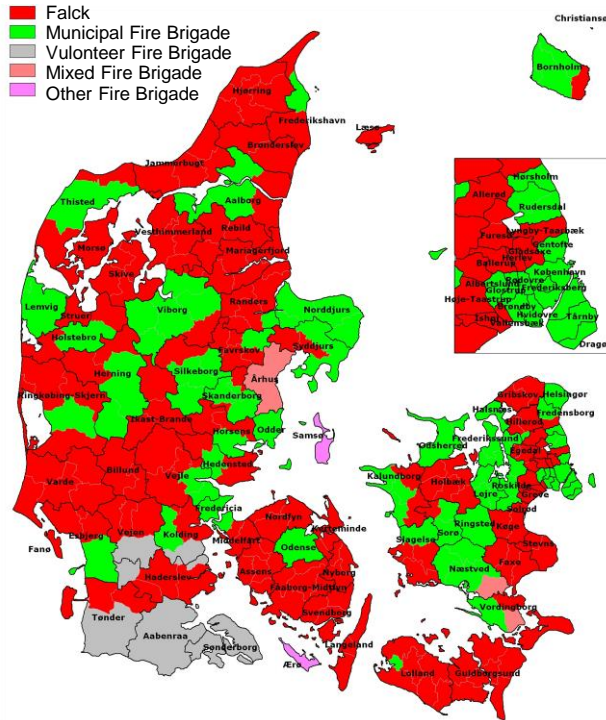 Falck
Municipal Fire Brigade
Vulonteer Fire Brigade
Mixed Fire Brigade
Other Fire Brigade
Christiansø
Bornholm
Hjørring
Frederikshavn
Læsø
Brønderslev
Jammerbugt
Thisted
Aalborg
Vesthimmerland
Rebild
Morsø
Mariagerfjord
Skive
Lemvig
Struer
Viborg
Randers
Norddjurs
Holstebro
Favrskov
Syddjurs
Herning
Silkeborg
Århus
Ringkøbing-Skjern
Skanderborg
Ikast-Brande
Odder
Samsø
Horsens
Hedensted
Billund
Varde
Vejle
Fredericia
Esbjerg
Vejen
Kolding
Fanø
Middelfart
Nordfyn
Kerteminde
Odense
Haderslev
Assens
Nyborg
Faaborg-Midtfyn
Svendborg
Tønder
Aabenraa
Sønderborg
Langeland
Ærø
Hørsholm
Allerød
Rudersdal
Furesø
Lyngby-Taarbæk
Gentofte
Gladsaxe
Herlev
Ballerup
København
Rødovre
Albertslund
Frederiksberg
Glostrup
Høje-Taastrup
Brøndby
Hvidovre
Tårnby
Ishøj
Vallensbæk
Dragør
Gribskov
Helsingør
Halsnæs
Fredensborg
Hillerød
Odsherred
Frederikssund
Egedal
Kalundborg
Holbæk
Roskilde
Lejre
Greve
Solrød
Ringsted
Køge
Sorø
Slagelse
Stevns
Næstved
Faxe
Vordingborg
Lolland
Guldborgsund